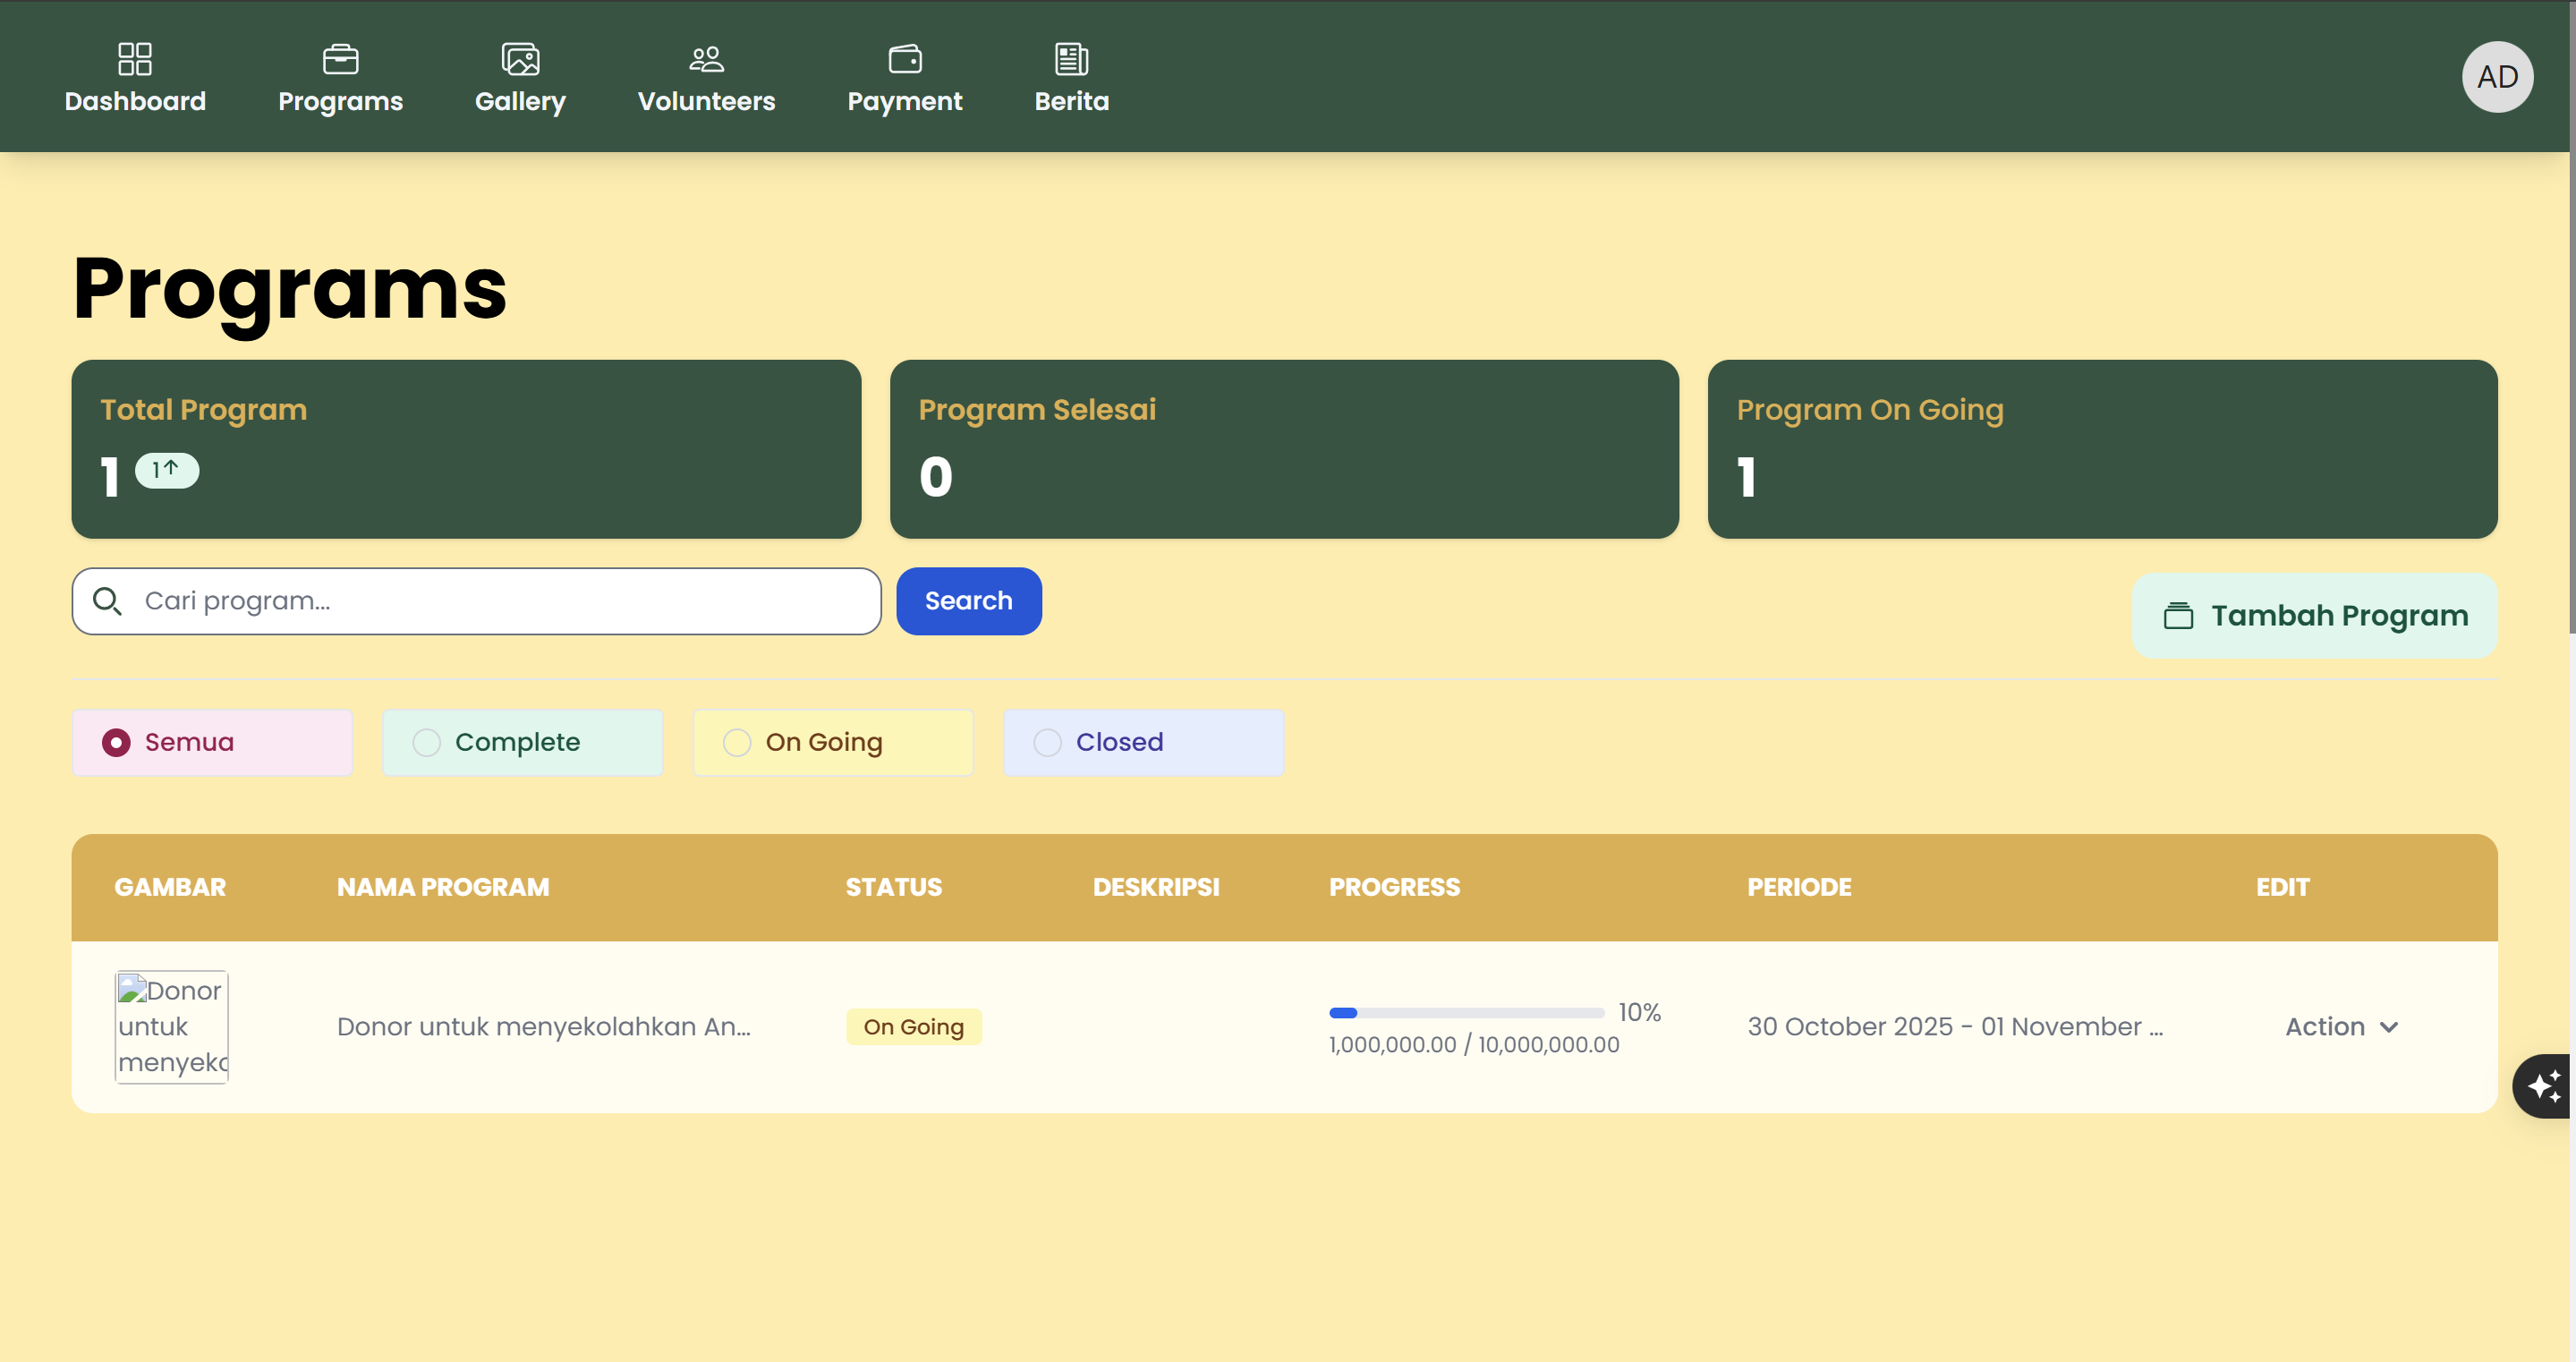 Dashboard Programs Gallery Volunteers Payment Berita AD
Programs
Total Program
1 1↑
Program Selesai
0
Program On Going
1
Cari program... Search Tambah Program
Semua Complete On Going Closed
GAMBAR NAMA PROGRAM STATUS DESKRIPSI PROGRESS PERIODE EDIT
Donor
untuk
menyeko
Donor untuk menyekolahkan An...
On Going
10%
1,000,000.00 / 10,000,000.00
30 October 2025 - 01 November ...
Action